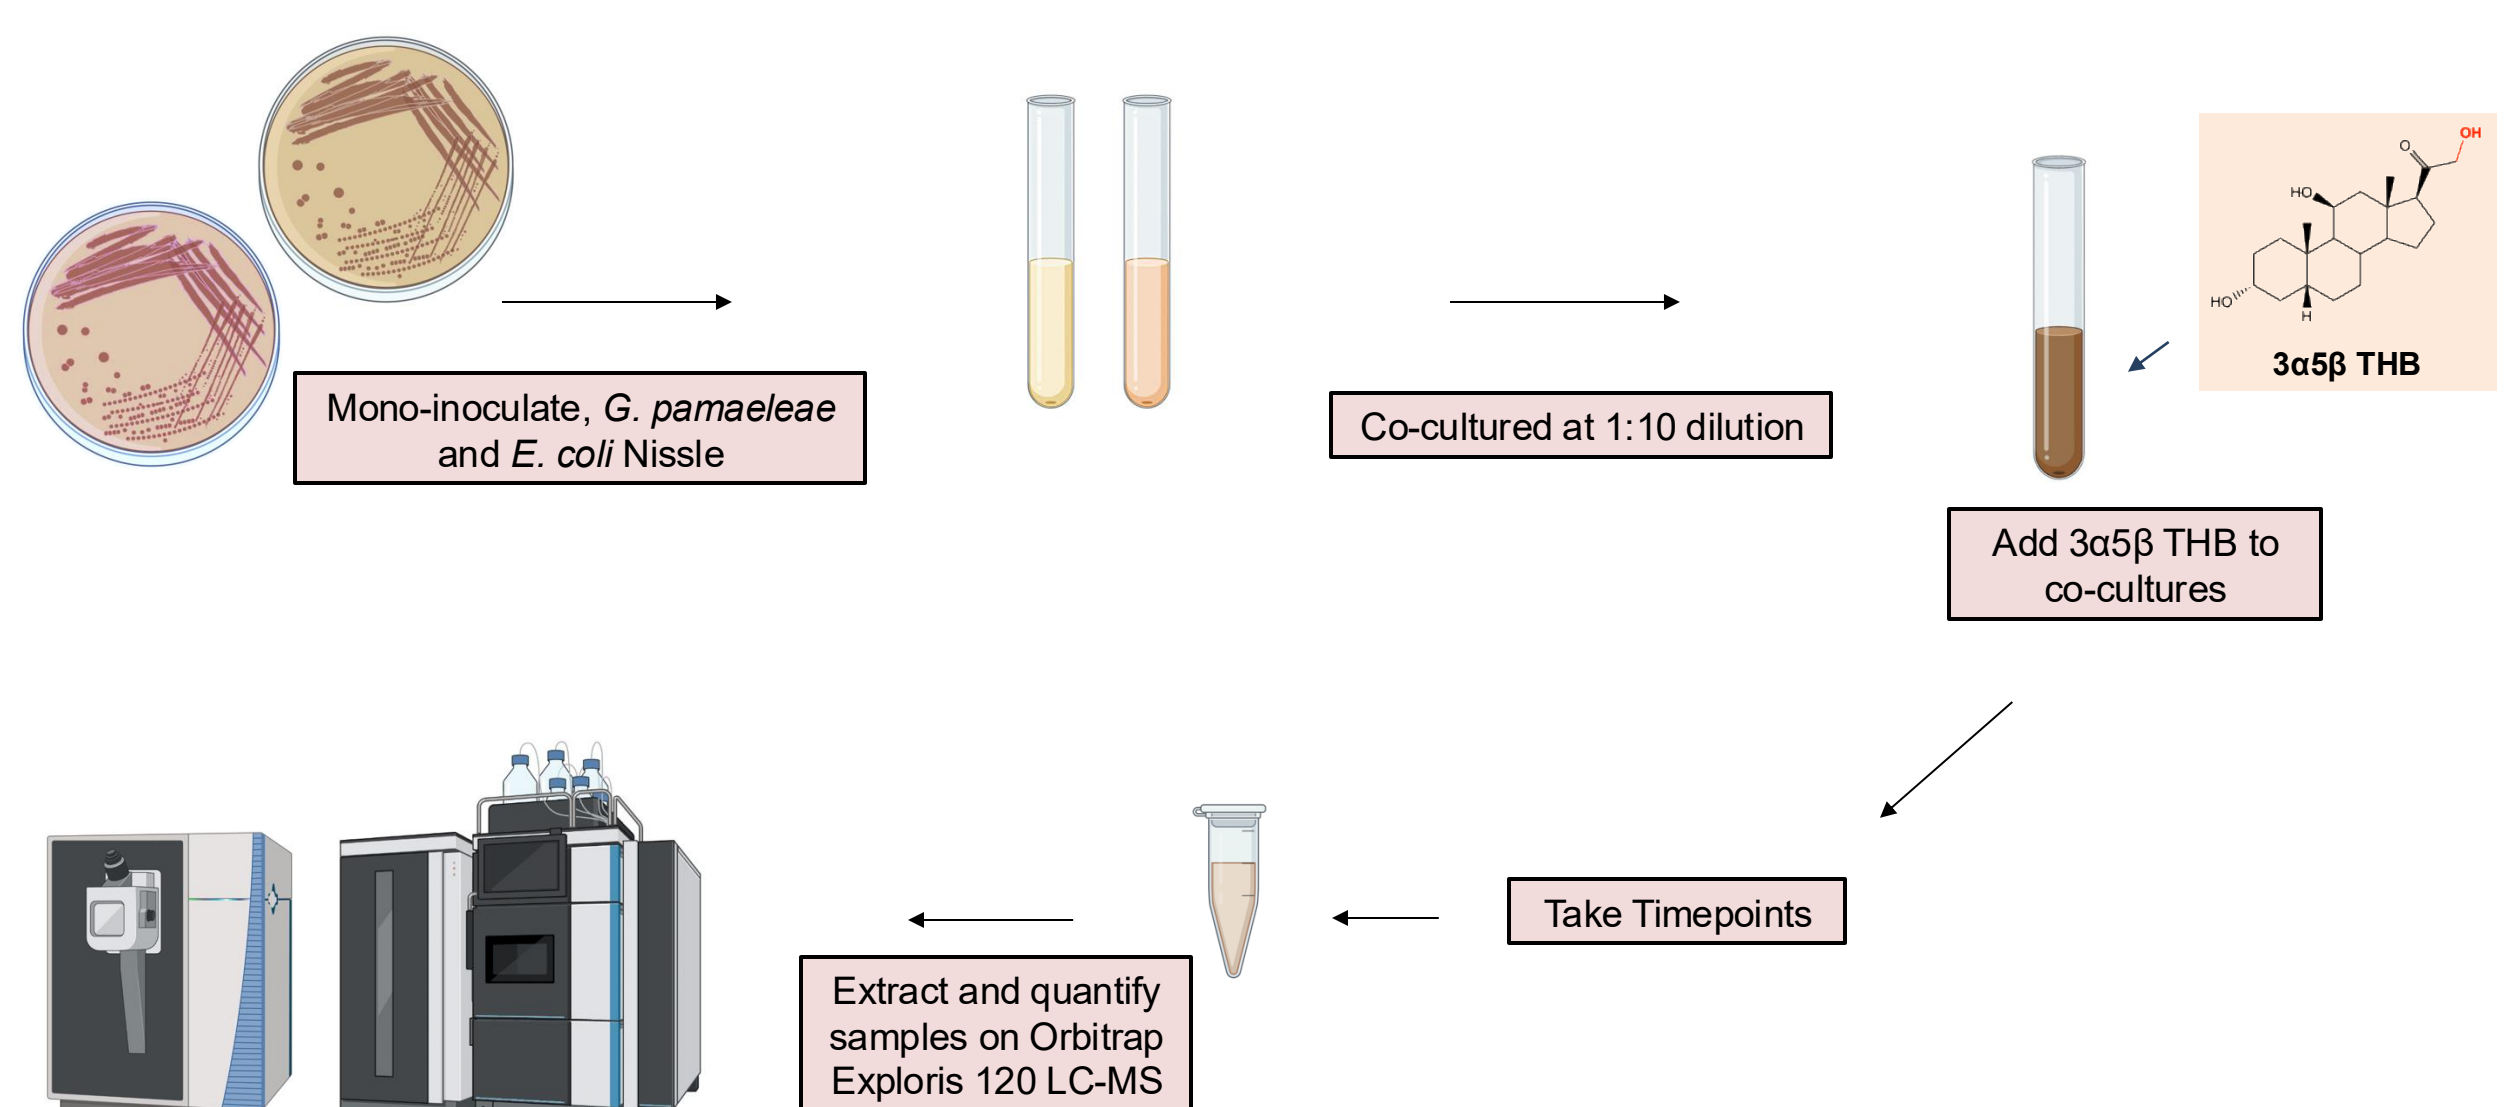 Mono-inoculate, G. pamaeleae
and E. coli Nissle
Co-cultured at 1:10 dilution
OH
O
HO
HO
H
3α5β THB
Add 3α5β THB to
co-cultures
Take Timepoints
Extract and quantify
samples on Orbitrap
Exploris 120 LC-MS